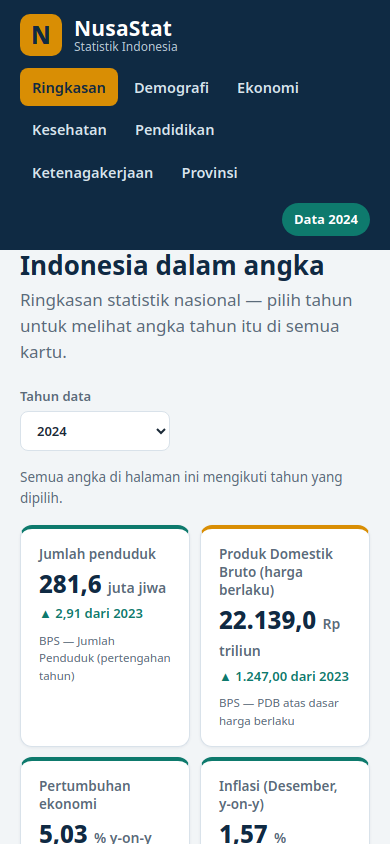 N
NusaStat
Statistik Indonesia
Ringkasan
Demografi
Ekonomi
Kesehatan
Pendidikan
Ketenagakerjaan
Provinsi
Data 2024
Indonesia dalam angka
Ringkasan statistik nasional — pilih tahun
untuk melihat angka tahun itu di semua
kartu.
Tahun data
2024
Semua angka di halaman ini mengikuti tahun yang
dipilih.
Jumlah penduduk
281,6 juta jiwa
▲ 2,91 dari 2023
BPS — Jumlah
Penduduk (pertengahan
tahun)
Produk Domestik
Bruto (harga
berlaku)
22.139,0 Rp
triliun
▲ 1.247,00 dari 2023
BPS — PDB atas dasar
harga berlaku
Pertumbuhan
ekonomi
5,03 % y-on-y
Inflasi (Desember,
y-on-y)
1,57 %